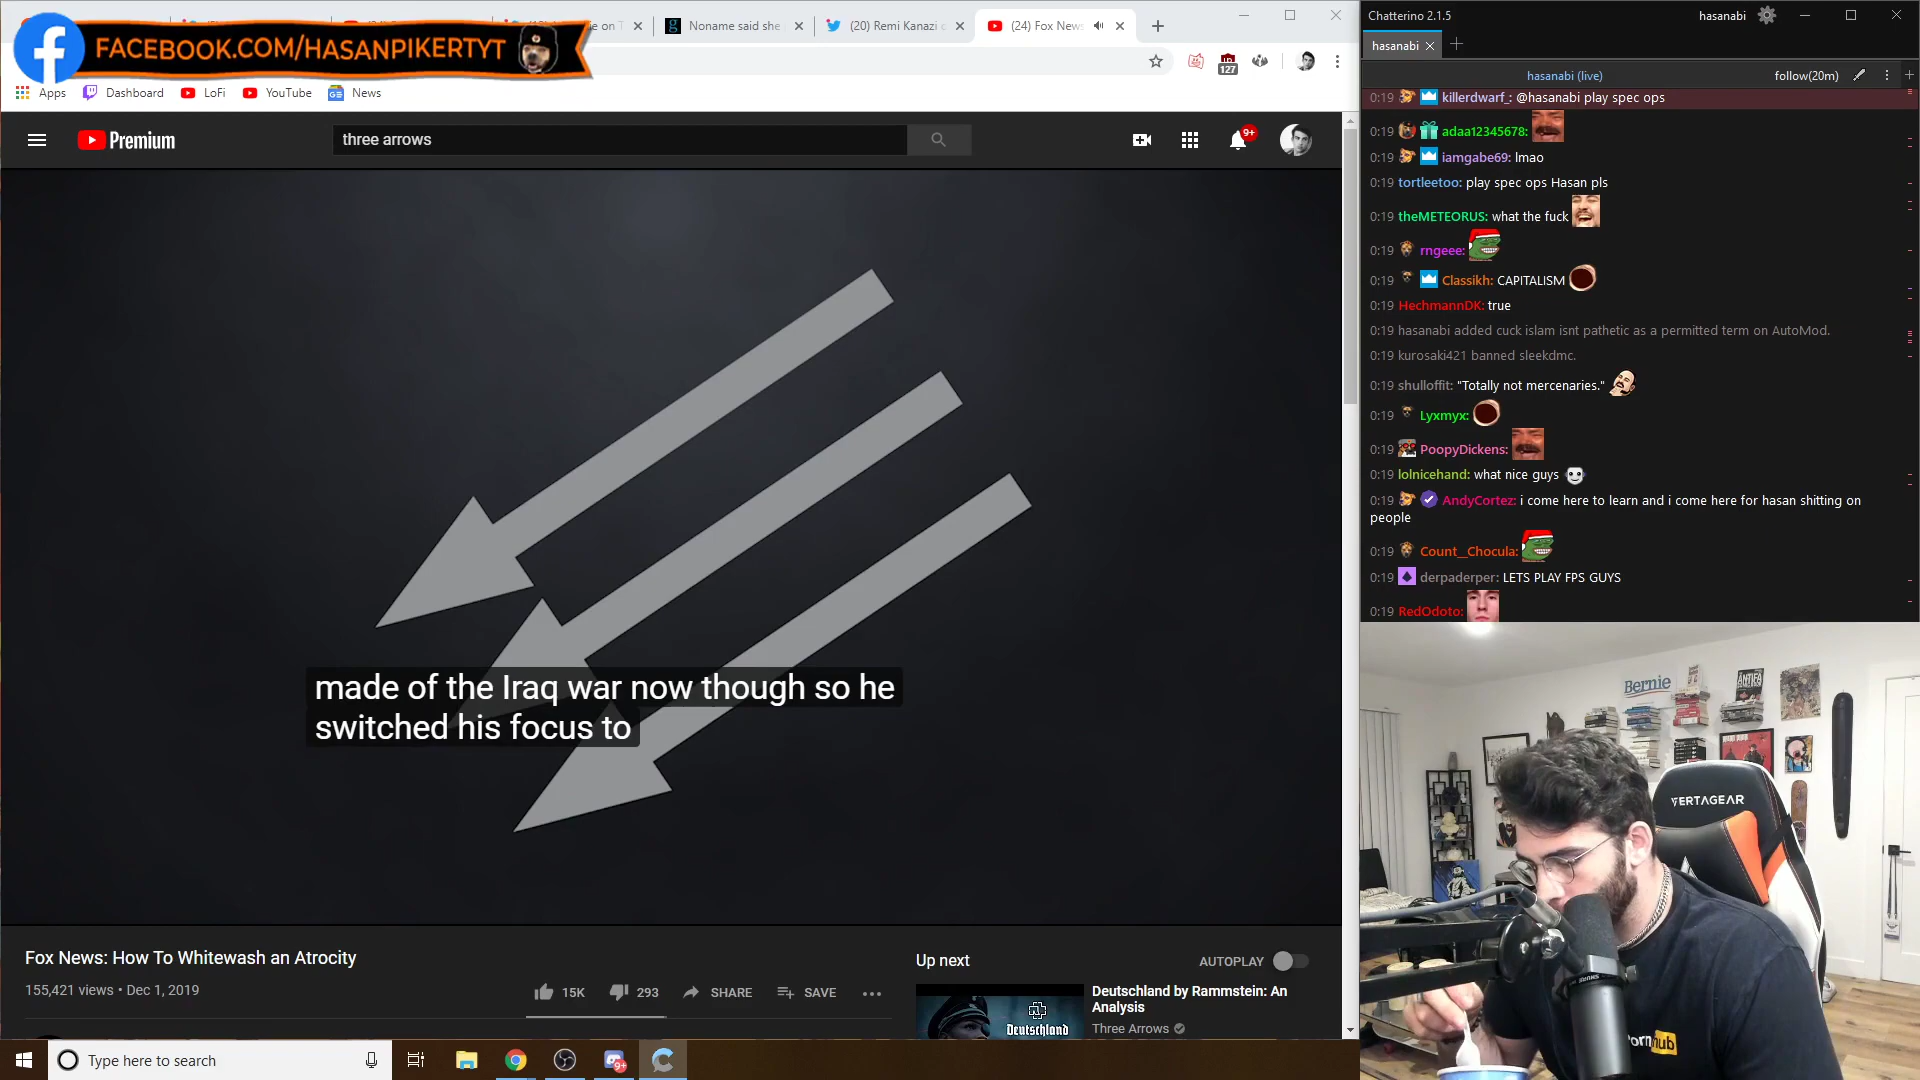 FACEBOOK.COM/HASANPIKERTYT
e on T
Noname said she
(20) Remi Kanazi c
(24) Fox News
127
Apps
Dashboard
LoFi
YouTube
News
Premium
three arrows
9+
made of the Iraq war now though so he
switched his focus to
Fox News: How To Whitewash an Atrocity
155,421 views • Dec 1, 2019
15K
293
SHARE
SAVE
Up next
AUTOPLAY
Deutschland
Deutschland by Rammstein: An
Analysis
Three Arrows
Type here to search
9+
Chatterino 2.1.5
hasanabi
hasanabi
hasanabi (live)
follow(20m)
0:19 killerdwarf_: @hasanabi play spec ops
0:19 adaa12345678:
0:19 iamgabe69: lmao
0:19 tortleetoo: play spec ops Hasan pls
0:19 theMETEORUS: what the fuck
0:19 rngeee:
0:19 Classikh: CAPITALISM
0:19 HechmannDK: true
0:19 hasanabi added cuck islam isnt pathetic as a permitted term on AutoMod.
0:19 kurosaki421 banned sleekdmc.
0:19 shulloffit: "Totally not mercenaries."
0:19 Lyxmyx:
0:19 PoopyDickens:
0:19 lolnicehand: what nice guys
0:19 AndyCortez: i come here to learn and i come here for hasan shitting on
people
0:19 Count__Chocula:
0:19 derpaderper: LETS PLAY FPS GUYS
0:19 RedOdoto:
Bernie
ANTIFA
VERTAGEAR
SHURE
Porn hub